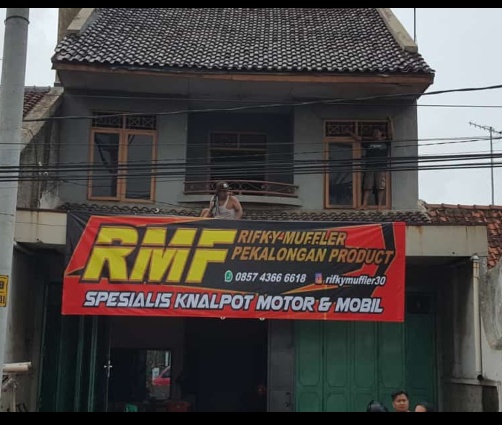 RMF
RIFKY MUFFLER
PEKALONGAN PRODUCT
0857 4366 6618 rifkymuffler30
SPESIALIS KNALPOT MOTOR & MOBIL